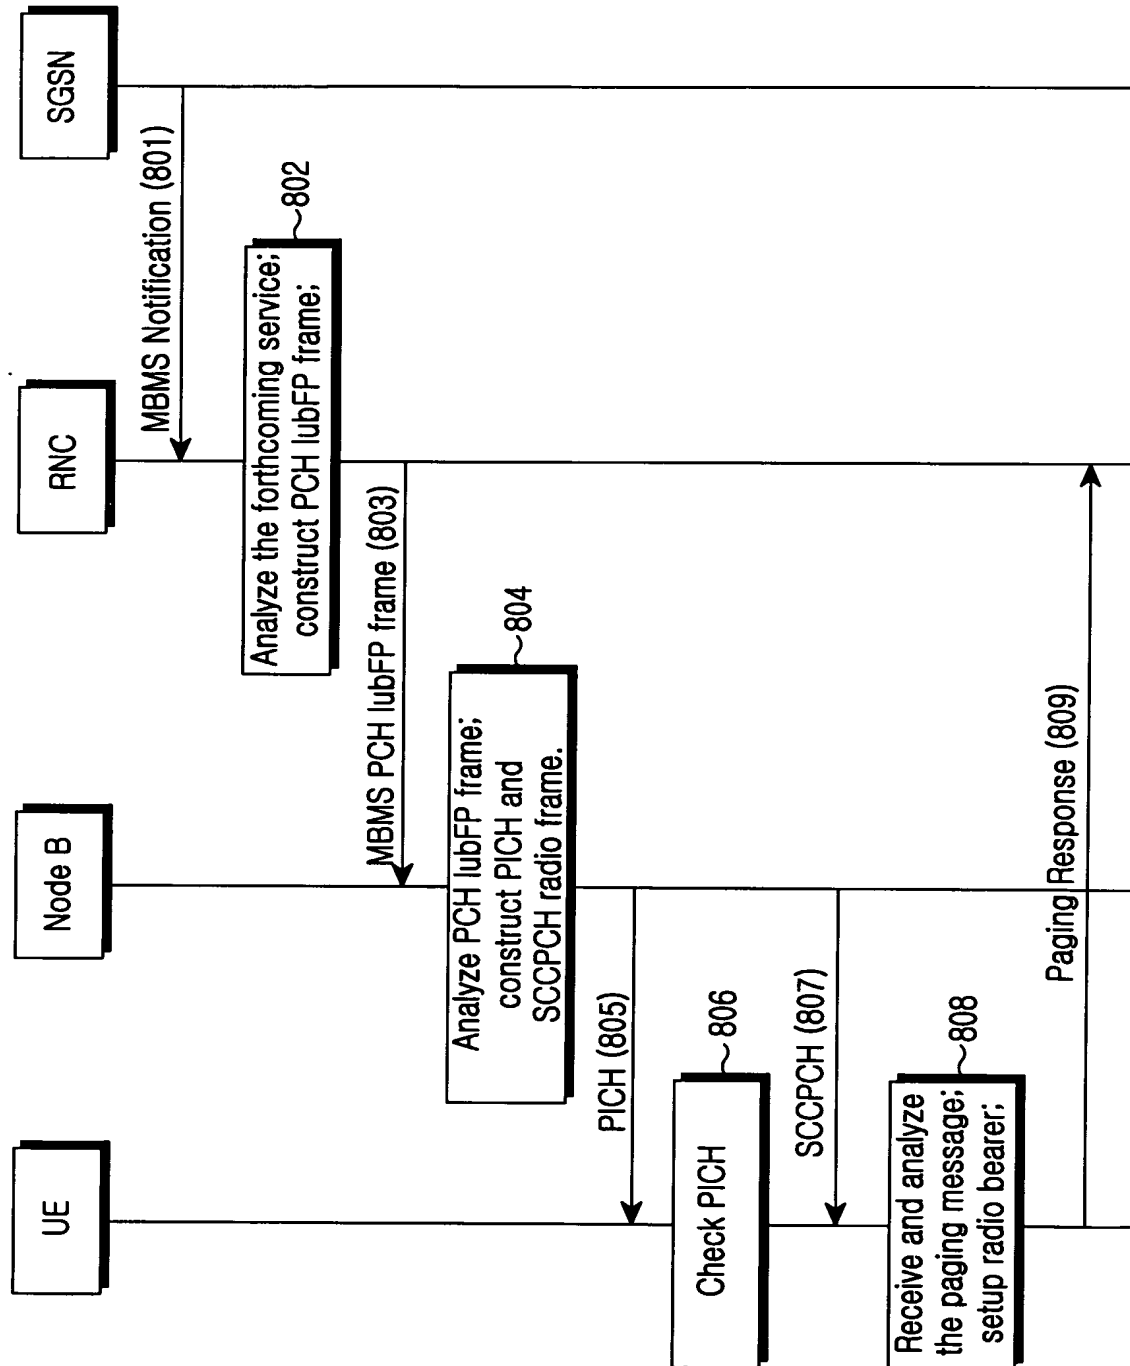 UE
Node B
RNC
SGSN
MBMS Notification (801)
Analyze the forthcoming service;
construct PCH IubFP frame;
802
MBMS PCH IubFP frame (803)
Analyze PCH IubFP frame;
construct PICH and
SCCPCH radio frame.
804
PICH (805)
Check PICH
806
SCCPCH (807)
Receive and analyze
the paging message;
setup radio bearer;
808
Paging Response (809)